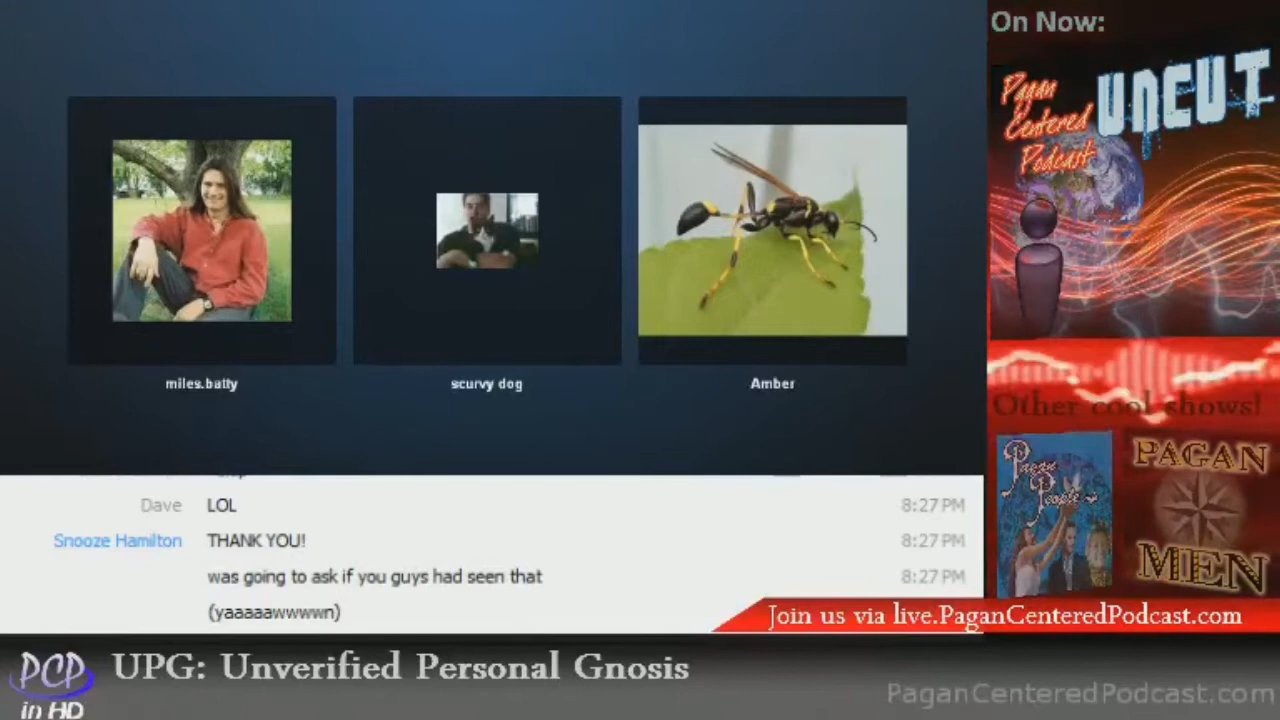 On Now:
Pagan
Centered
Podcast
UNCUT
miles.batty
scurvy dog
Amber
Other cool shows!
Pagan
People
PAGAN
MEN
Dave LOL 8:27 PM
Snooze Hamilton THANK YOU! 8:27 PM
was going to ask if you guys had seen that 8:27 PM
(yaaaaawwwwn)
Join us via live.PaganCenteredPodcast.com
PCP
in HD
UPG: Unverified Personal Gnosis
PaganCenteredPodcast.com